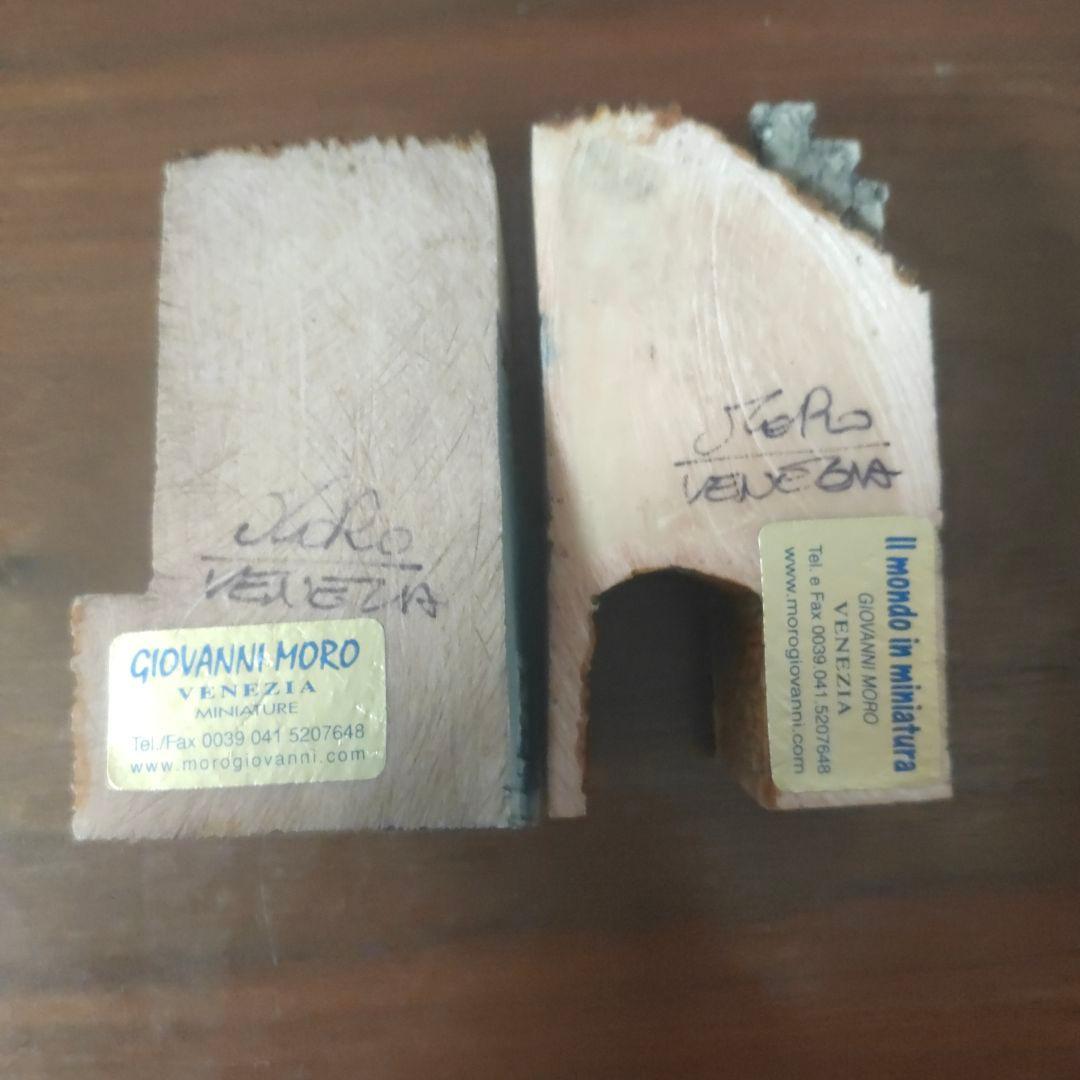 Moro
VENEZIA
GIOVANNI MORO
VENEZIA
MINIATURE
Tel./Fax 0039 041 5207648
www.morogiovanni.com
Moro
VENEZIA
Il mondo in miniatura
GIOVANNI MORO
VENEZIA
Tel. e Fax 0039.041.5207648
www.morogiovanni.com